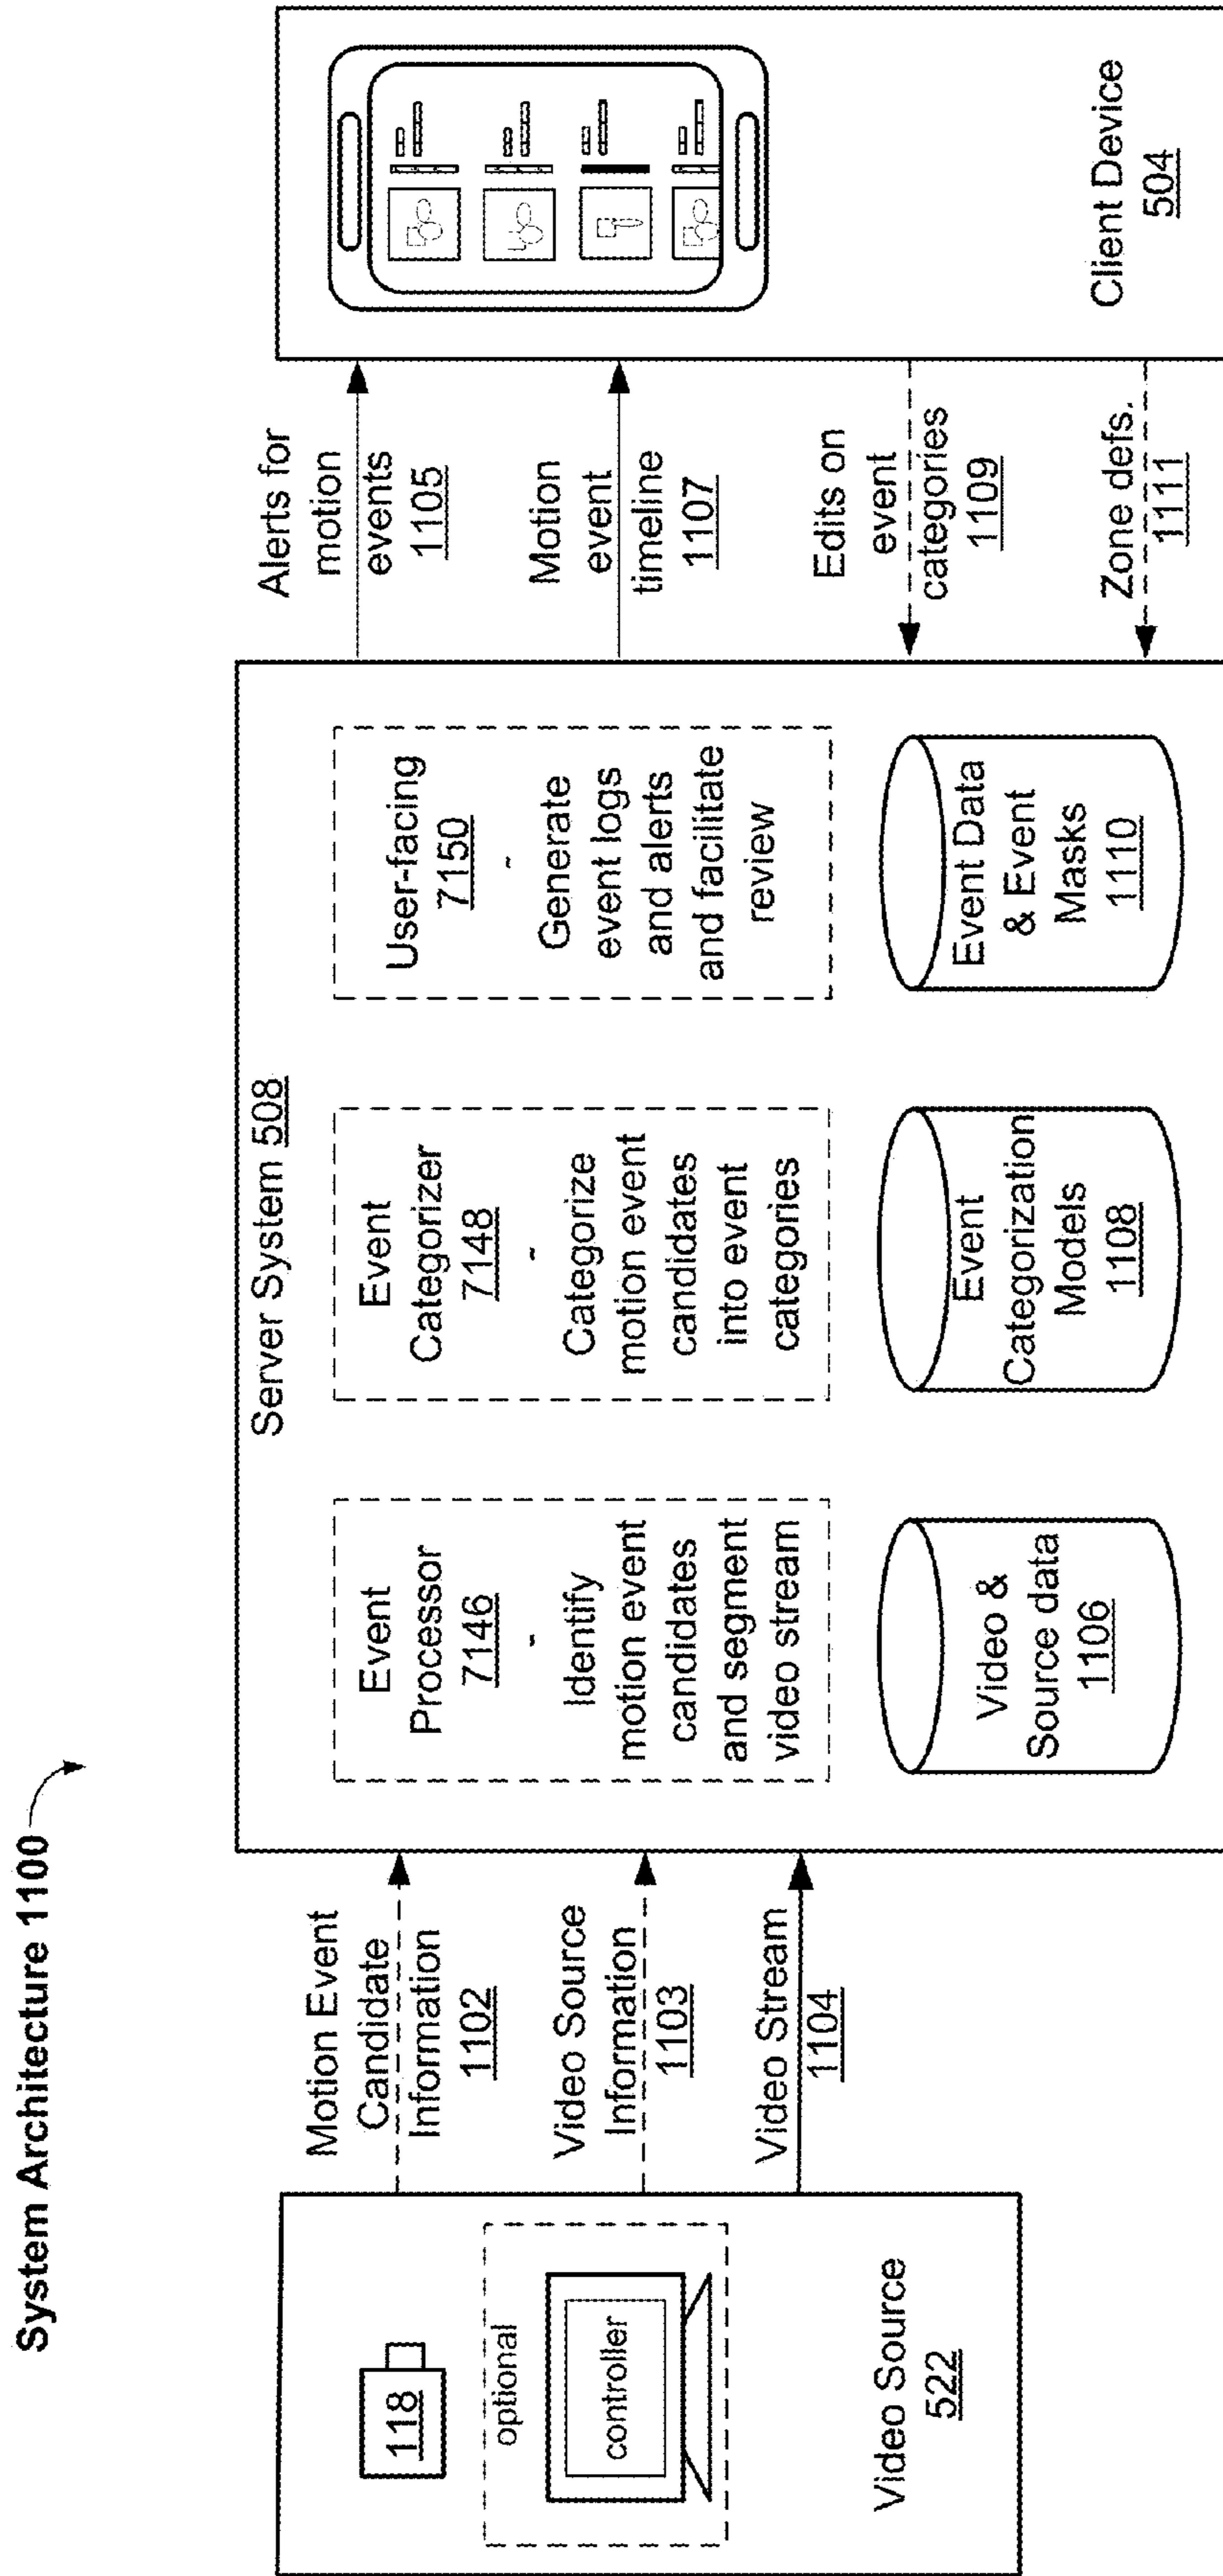 System Architecture 1100
118
optional
controller
Video Source
522
Motion Event
Candidate
Information
1102
Video Source
Information
1103
Video Stream
1104
Server System 508
Event
Processor
7146
-
Identify
motion event
candidates
and segment
video stream
Event
Categorizer
7148
-
Categorize
motion event
candidates
into event
categories
User-facing
7150
-
Generate
event logs
and alerts
and facilitate
review
Video &
Source data
1106
Event
Categorization
Models
1108
Event Data
& Event
Masks
1110
Alerts for
motion
events
1105
Motion
event
timeline
1107
Edits on
event
categories
1109
Zone defs.
1111
Client Device
504